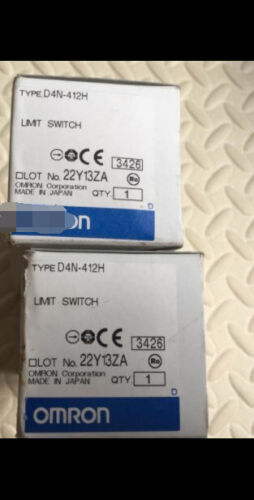 TYPE D4N-412H
LIMIT SWITCH
CE 3426
LOT No. 22Y13ZA
OMRON Corporation
MADE IN JAPAN QTY. 1
D
TYPE D4N-412H
LIMIT SWITCH
CE 3426
LOT No. 22Y13ZA
OMRON Corporation
MADE IN JAPAN QTY. 1
D
OMRON